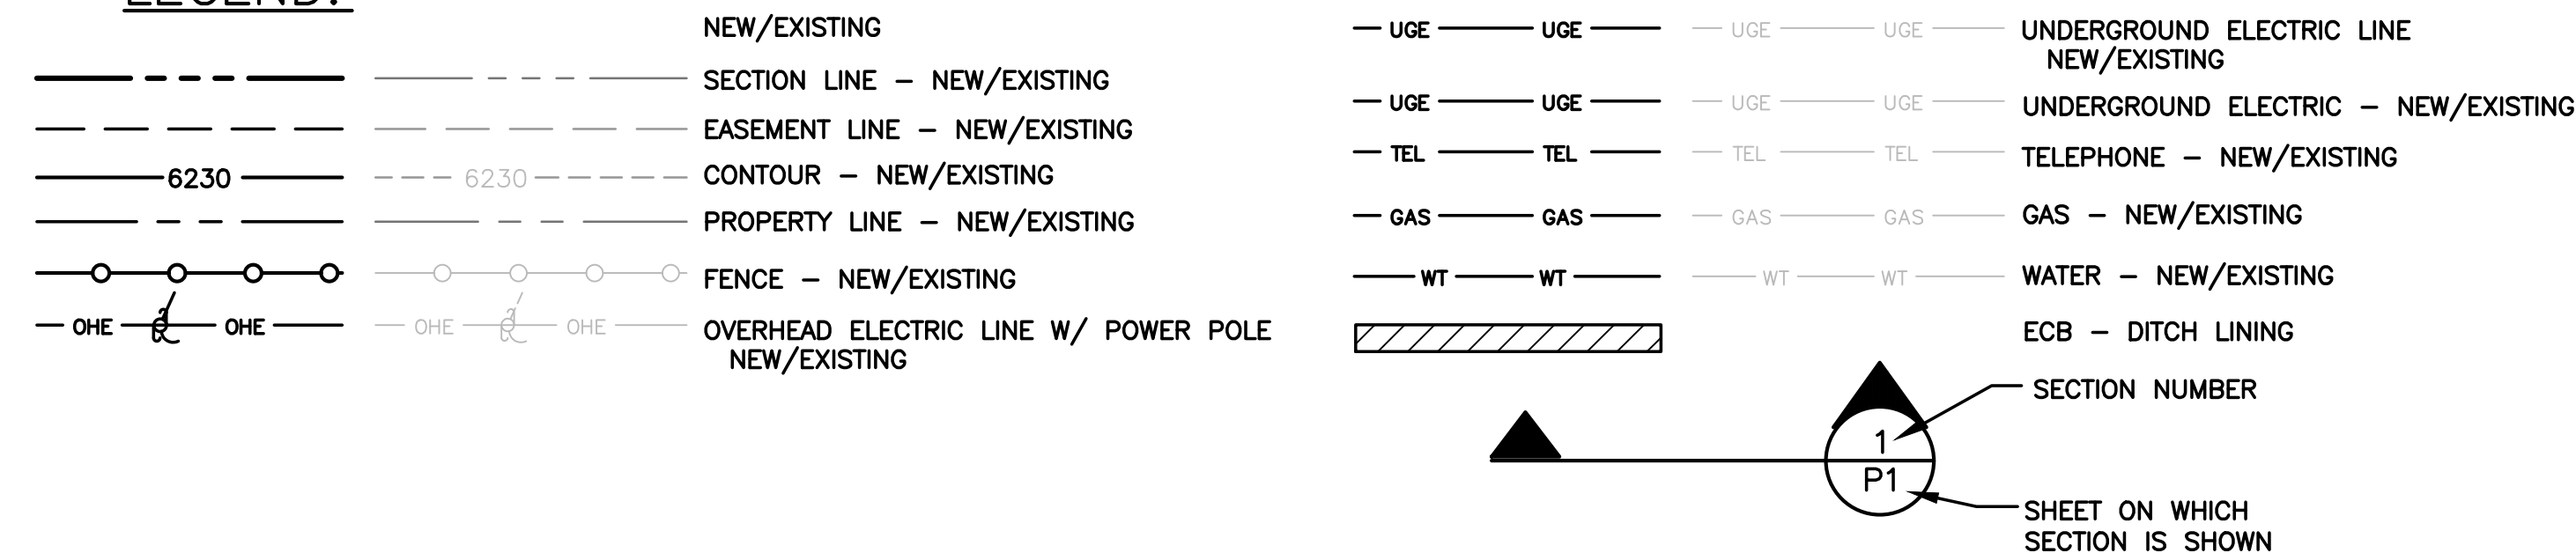 LEGEND:
NEW/EXISTING
SECTION LINE – NEW/EXISTING
EASEMENT LINE – NEW/EXISTING
6230 6230 CONTOUR – NEW/EXISTING
PROPERTY LINE – NEW/EXISTING
FENCE – NEW/EXISTING
OHE OHE OHE OHE OVERHEAD ELECTRIC LINE W/ POWER POLE
NEW/EXISTING
UGE UGE UGE UGE UNDERGROUND ELECTRIC LINE
NEW/EXISTING
UGE UGE UGE UGE UNDERGROUND ELECTRIC – NEW/EXISTING
TEL TEL TEL TEL TELEPHONE – NEW/EXISTING
GAS GAS GAS GAS GAS – NEW/EXISTING
WT WT WT WT WATER – NEW/EXISTING
ECB – DITCH LINING
SECTION NUMBER
1
P1
SHEET ON WHICH
SECTION IS SHOWN